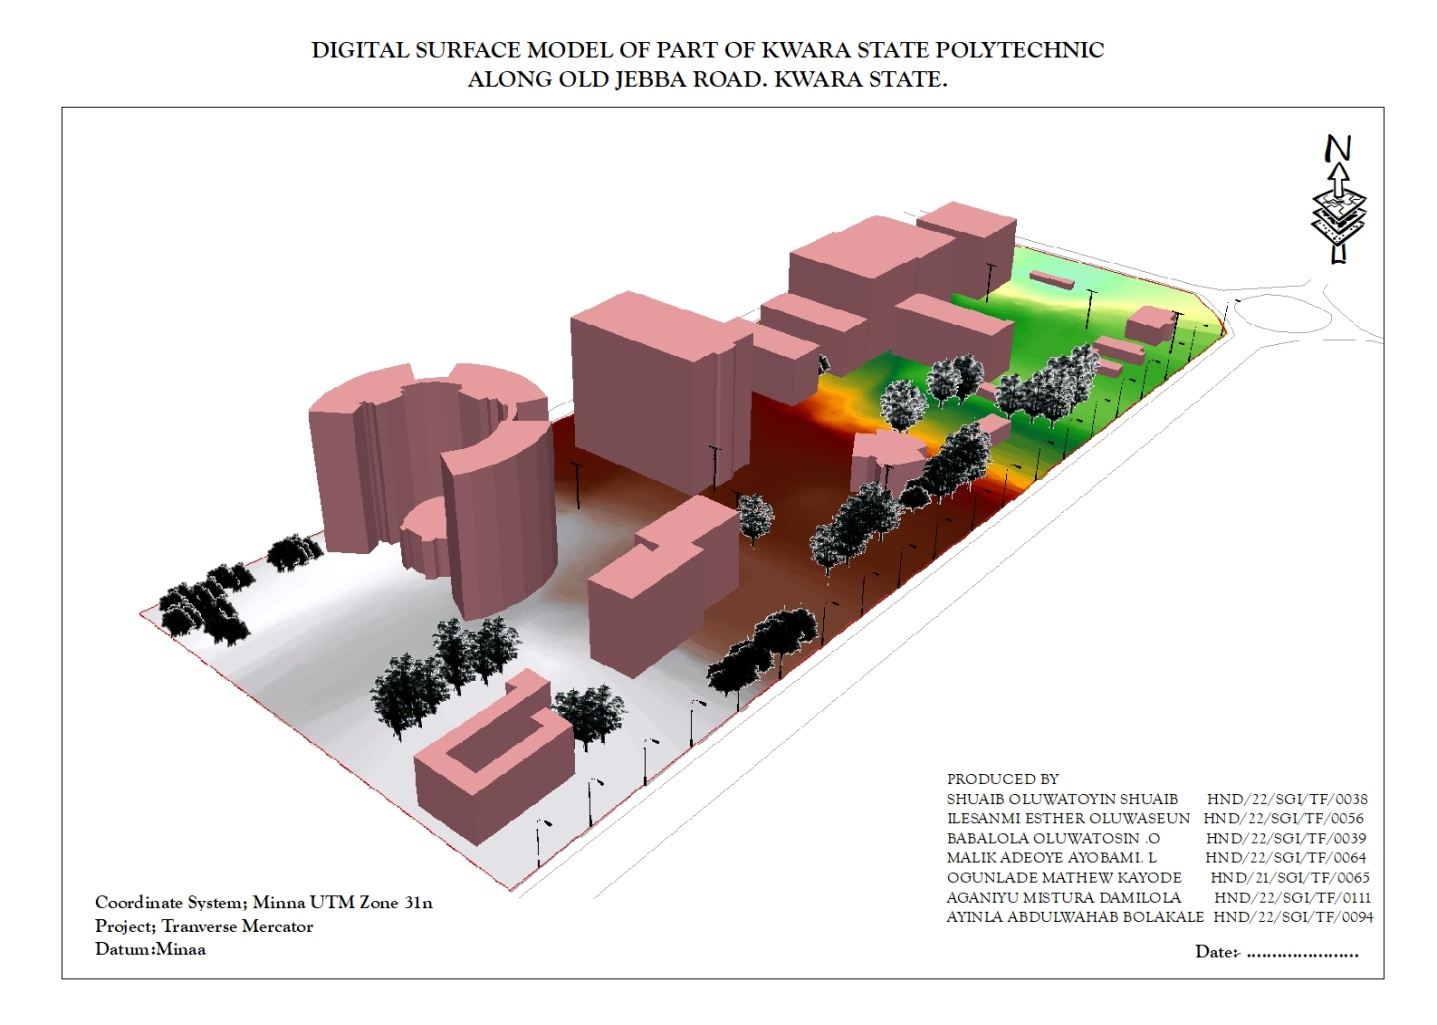 DIGITAL SURFACE MODEL OF PART OF KWARA STATE POLYTECHNIC
ALONG OLD JEBBA ROAD. KWARA STATE.
N
PRODUCED BY
SHUAIB OLUWATOYIN SHUAIB HND/22/SGI/TF/0038
ILESANMI ESTHER OLUWASEUN HND/22/SGI/TF/0056
BABALOLA OLUWATOSIN .O HND/22/SGI/TF/0039
MALIK ADEOYE AYOBAMI. L HND/22/SGI/TF/0064
OGUNLADE MATHEW KAYODE HND/21/SGI/TF/0065
AGANIYU MISTURA DAMILOLA HND/22/SGI/TF/0111
AYINLA ABDULWAHAB BOLAKALE HND/22/SGI/TF/0094
Coordinate System; Minna UTM Zone 31n
Project; Tranverse Mercator
Datum:Minaa
Date:- ......................